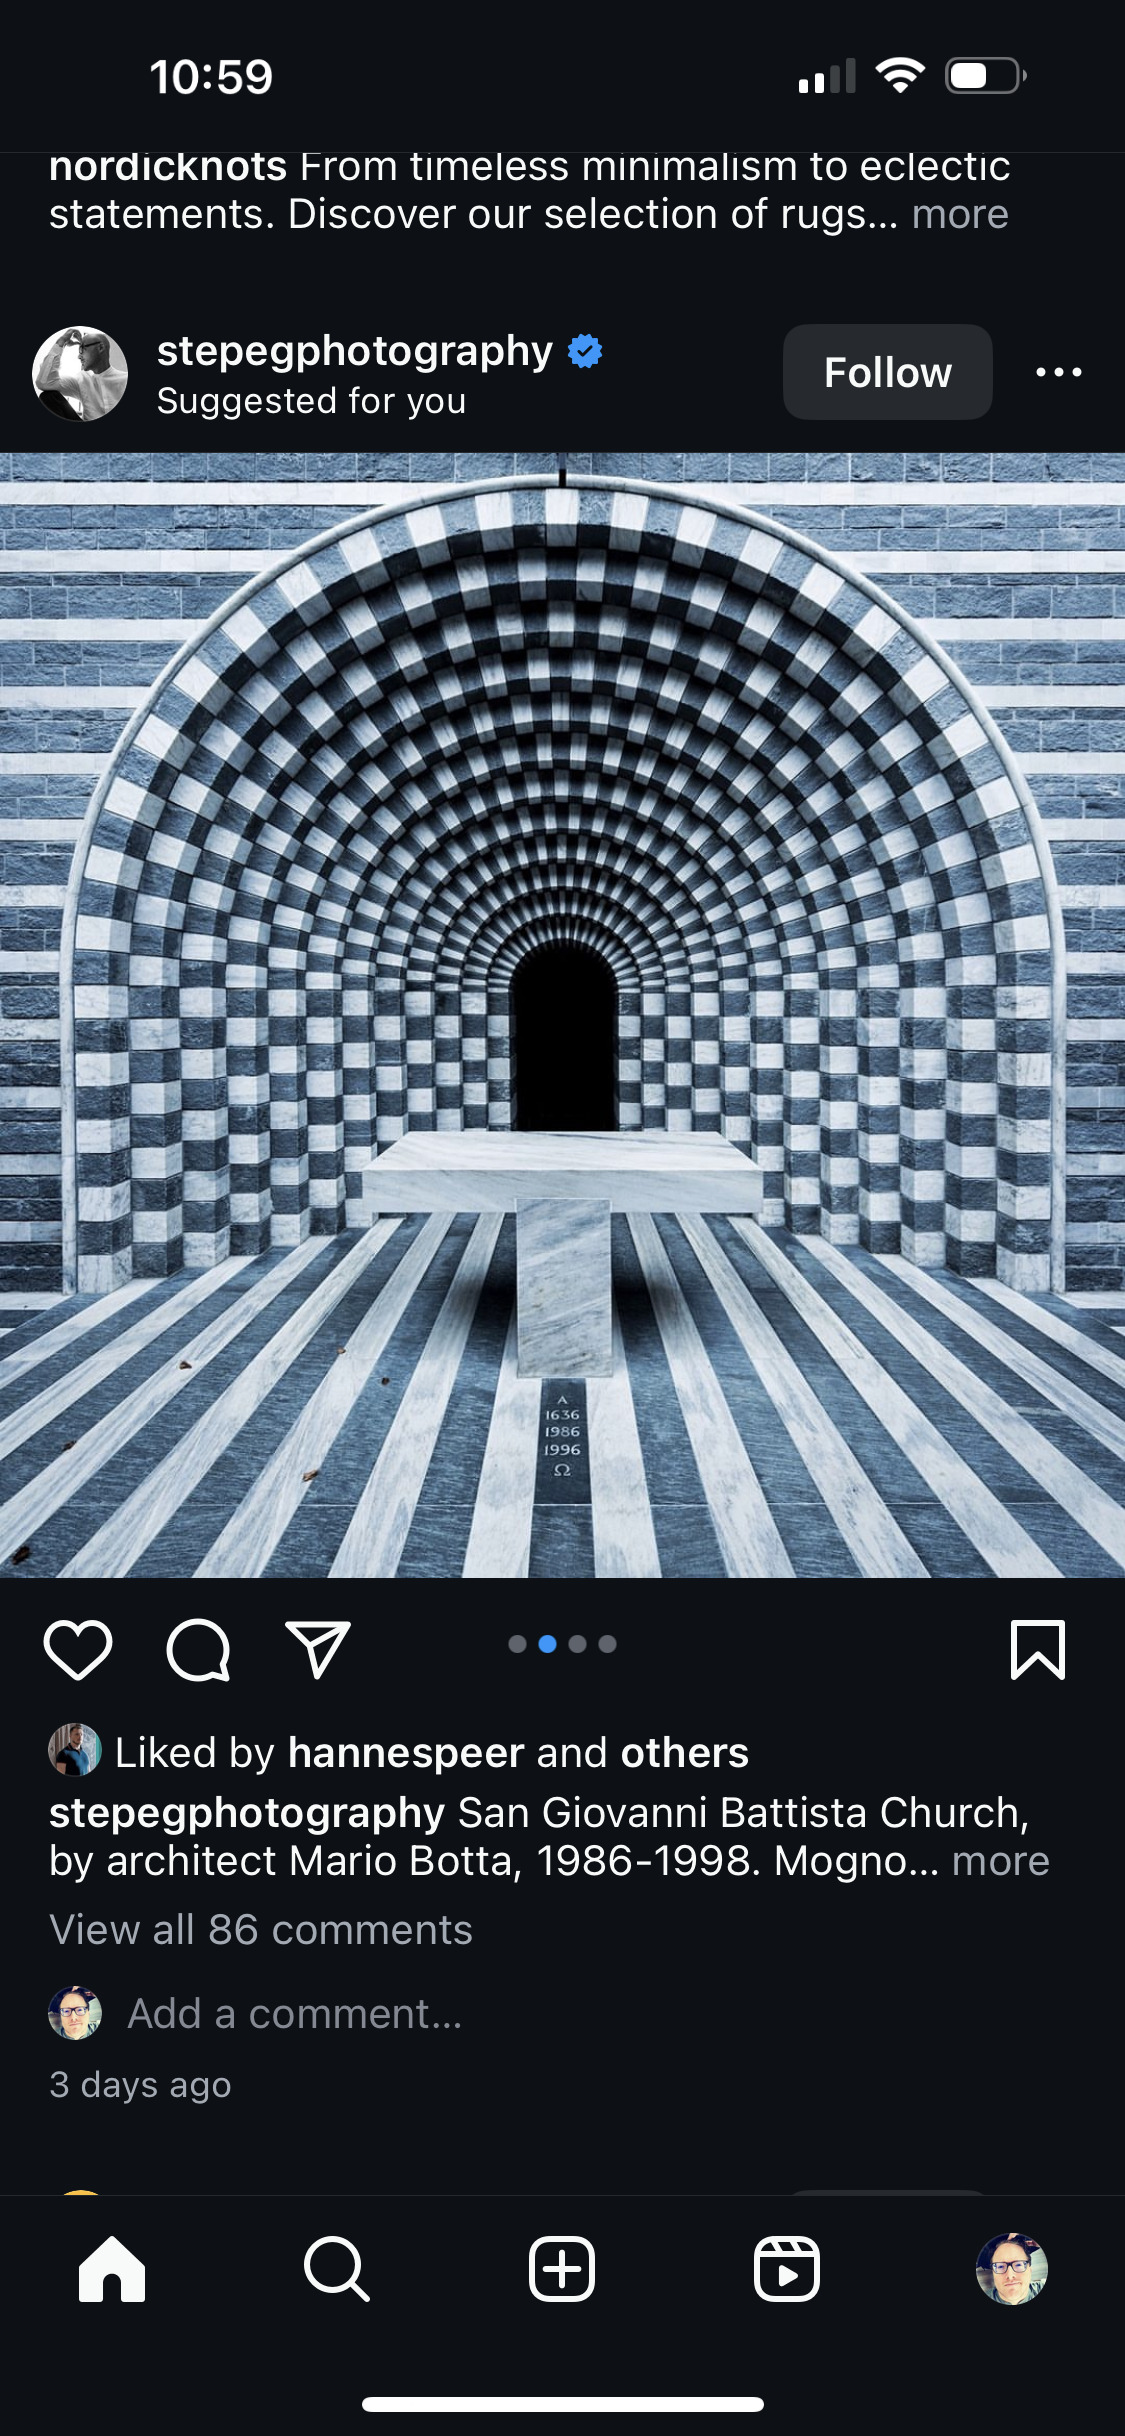 10:59
nordicknots From timeless minimalism to eclectic
statements. Discover our selection of rugs... more
stepegphotography
Suggested for you
Follow
A
1636
1986
1996
Ω
Liked by hannespeer and others
stepegphotography San Giovanni Battista Church,
by architect Mario Botta, 1986-1998. Mogno... more
View all 86 comments
Add a comment...
3 days ago